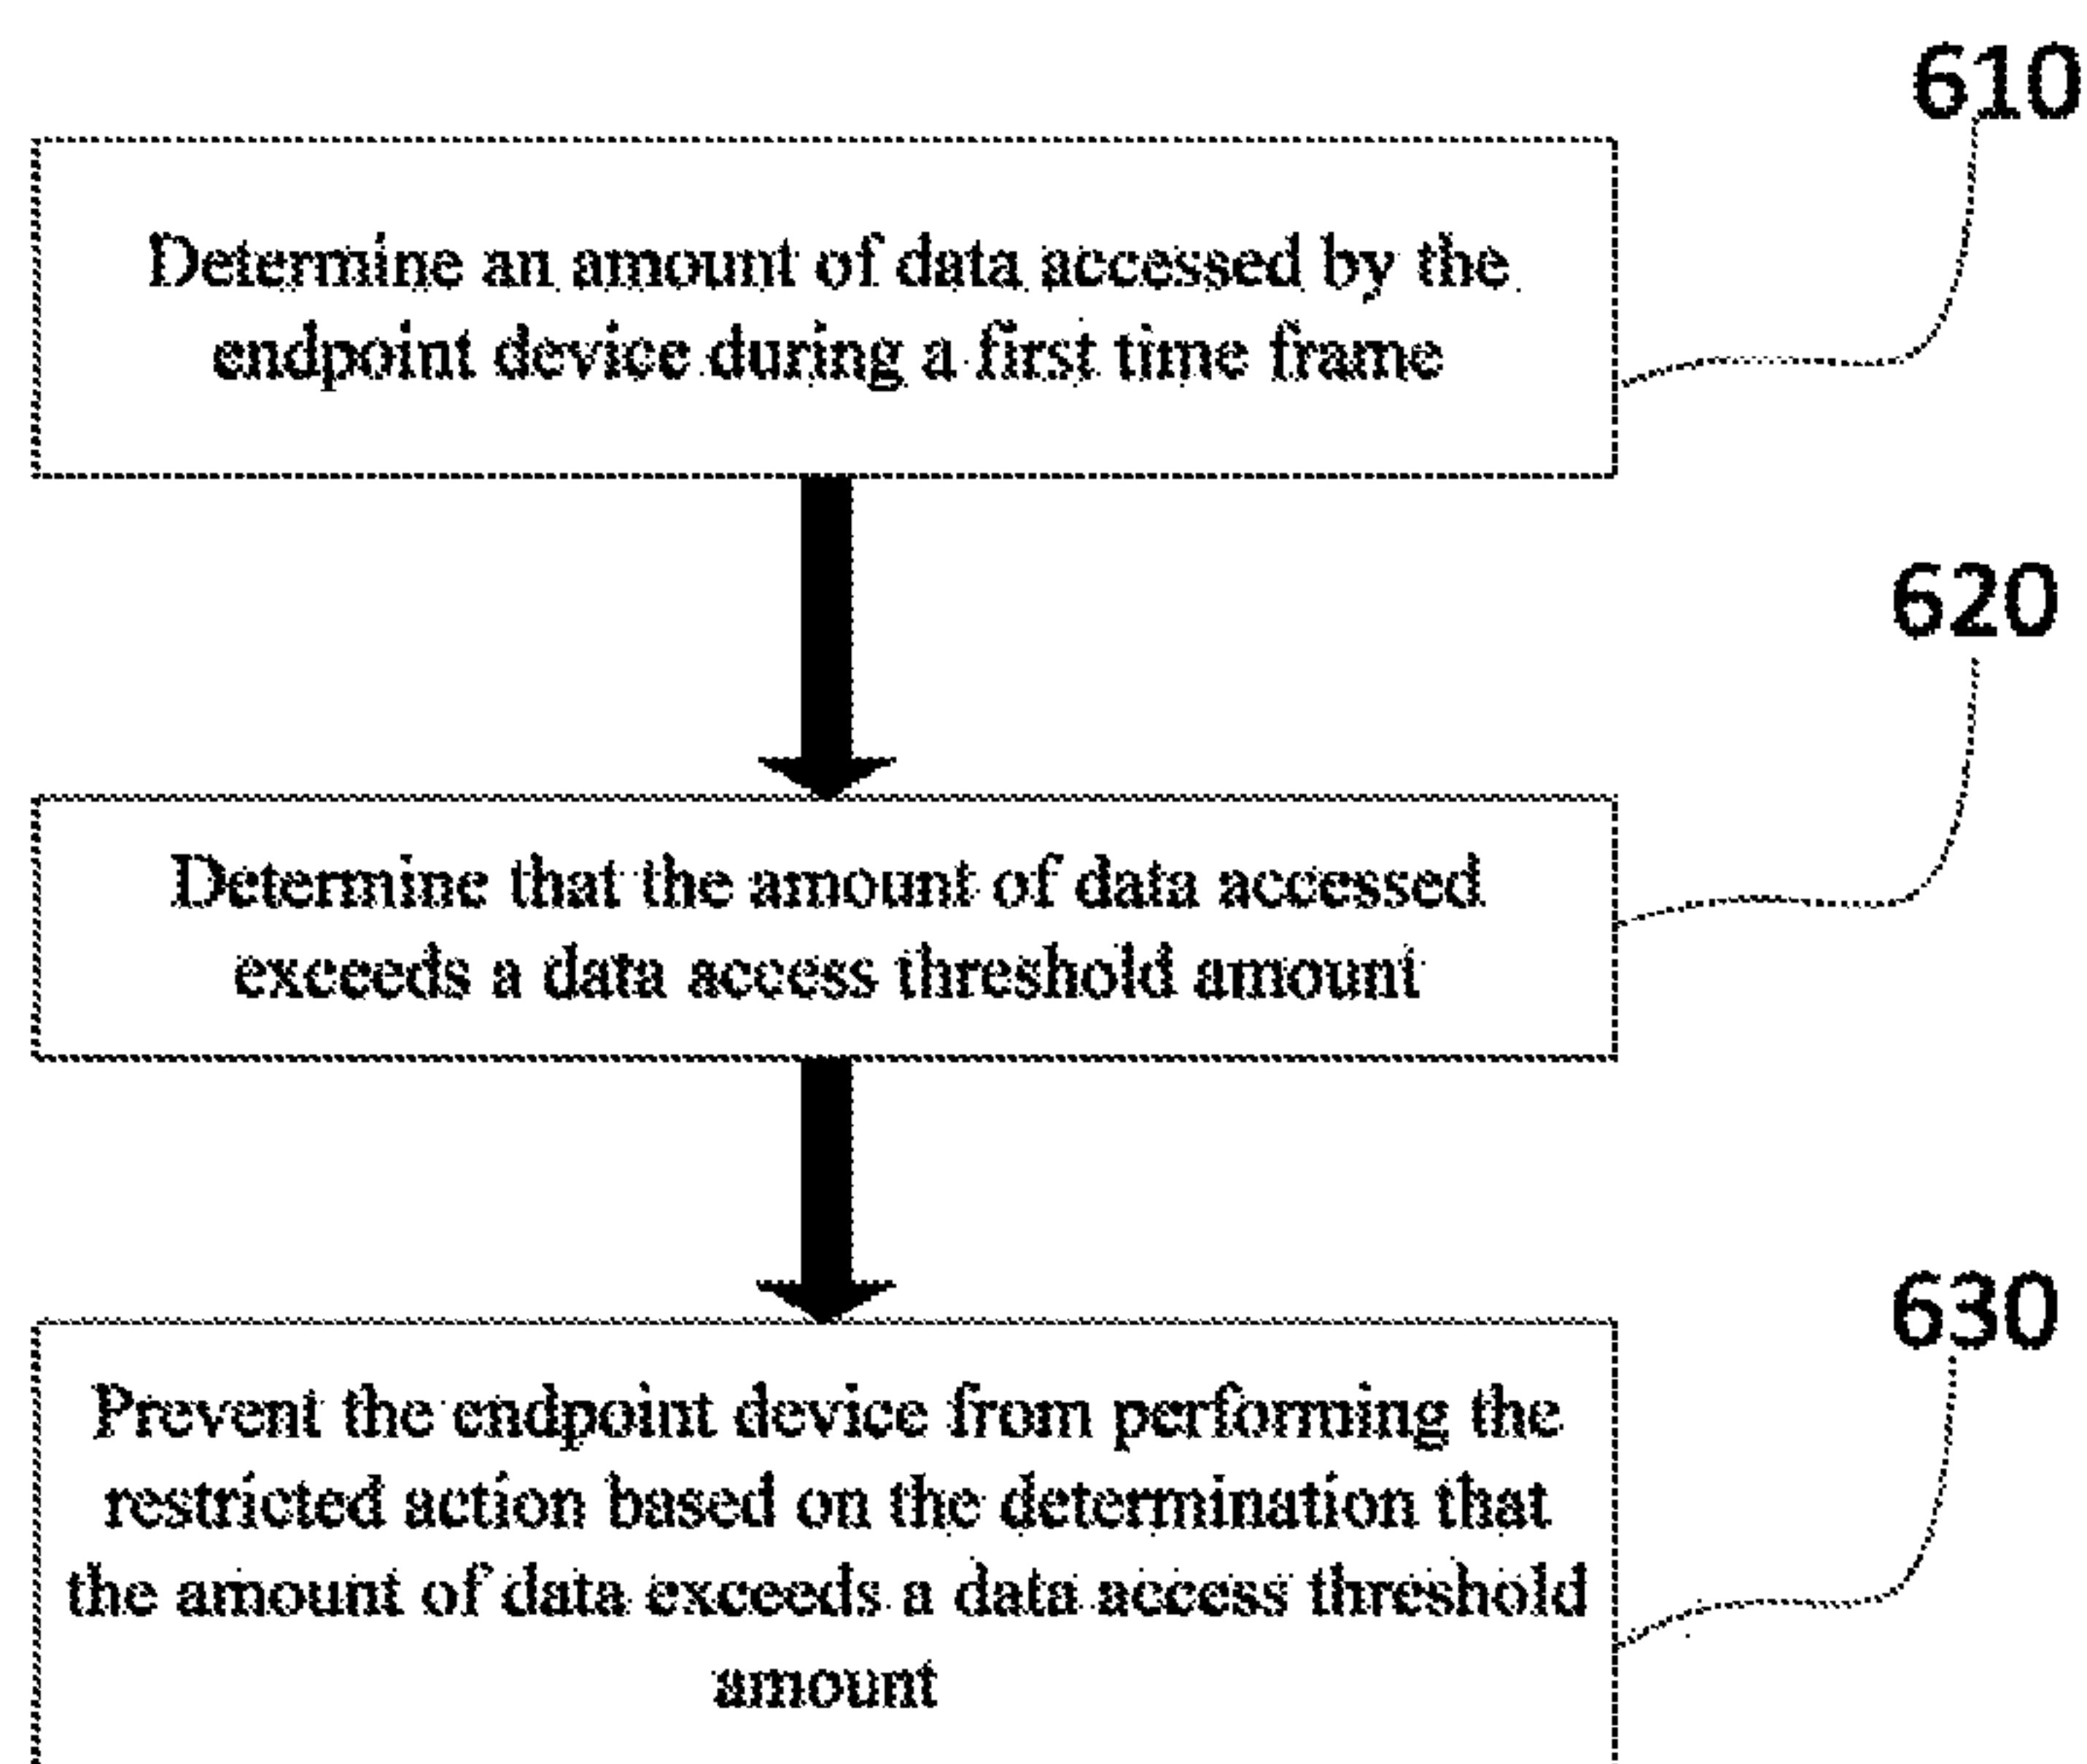 610
Determine an amount of data accessed by the
endpoint device during a first time frame
620
Determine that the amount of data accessed
exceeds a data access threshold amount
630
Prevent the endpoint device from performing the
restricted action based on the determination that
the amount of data exceeds a data access threshold
amount